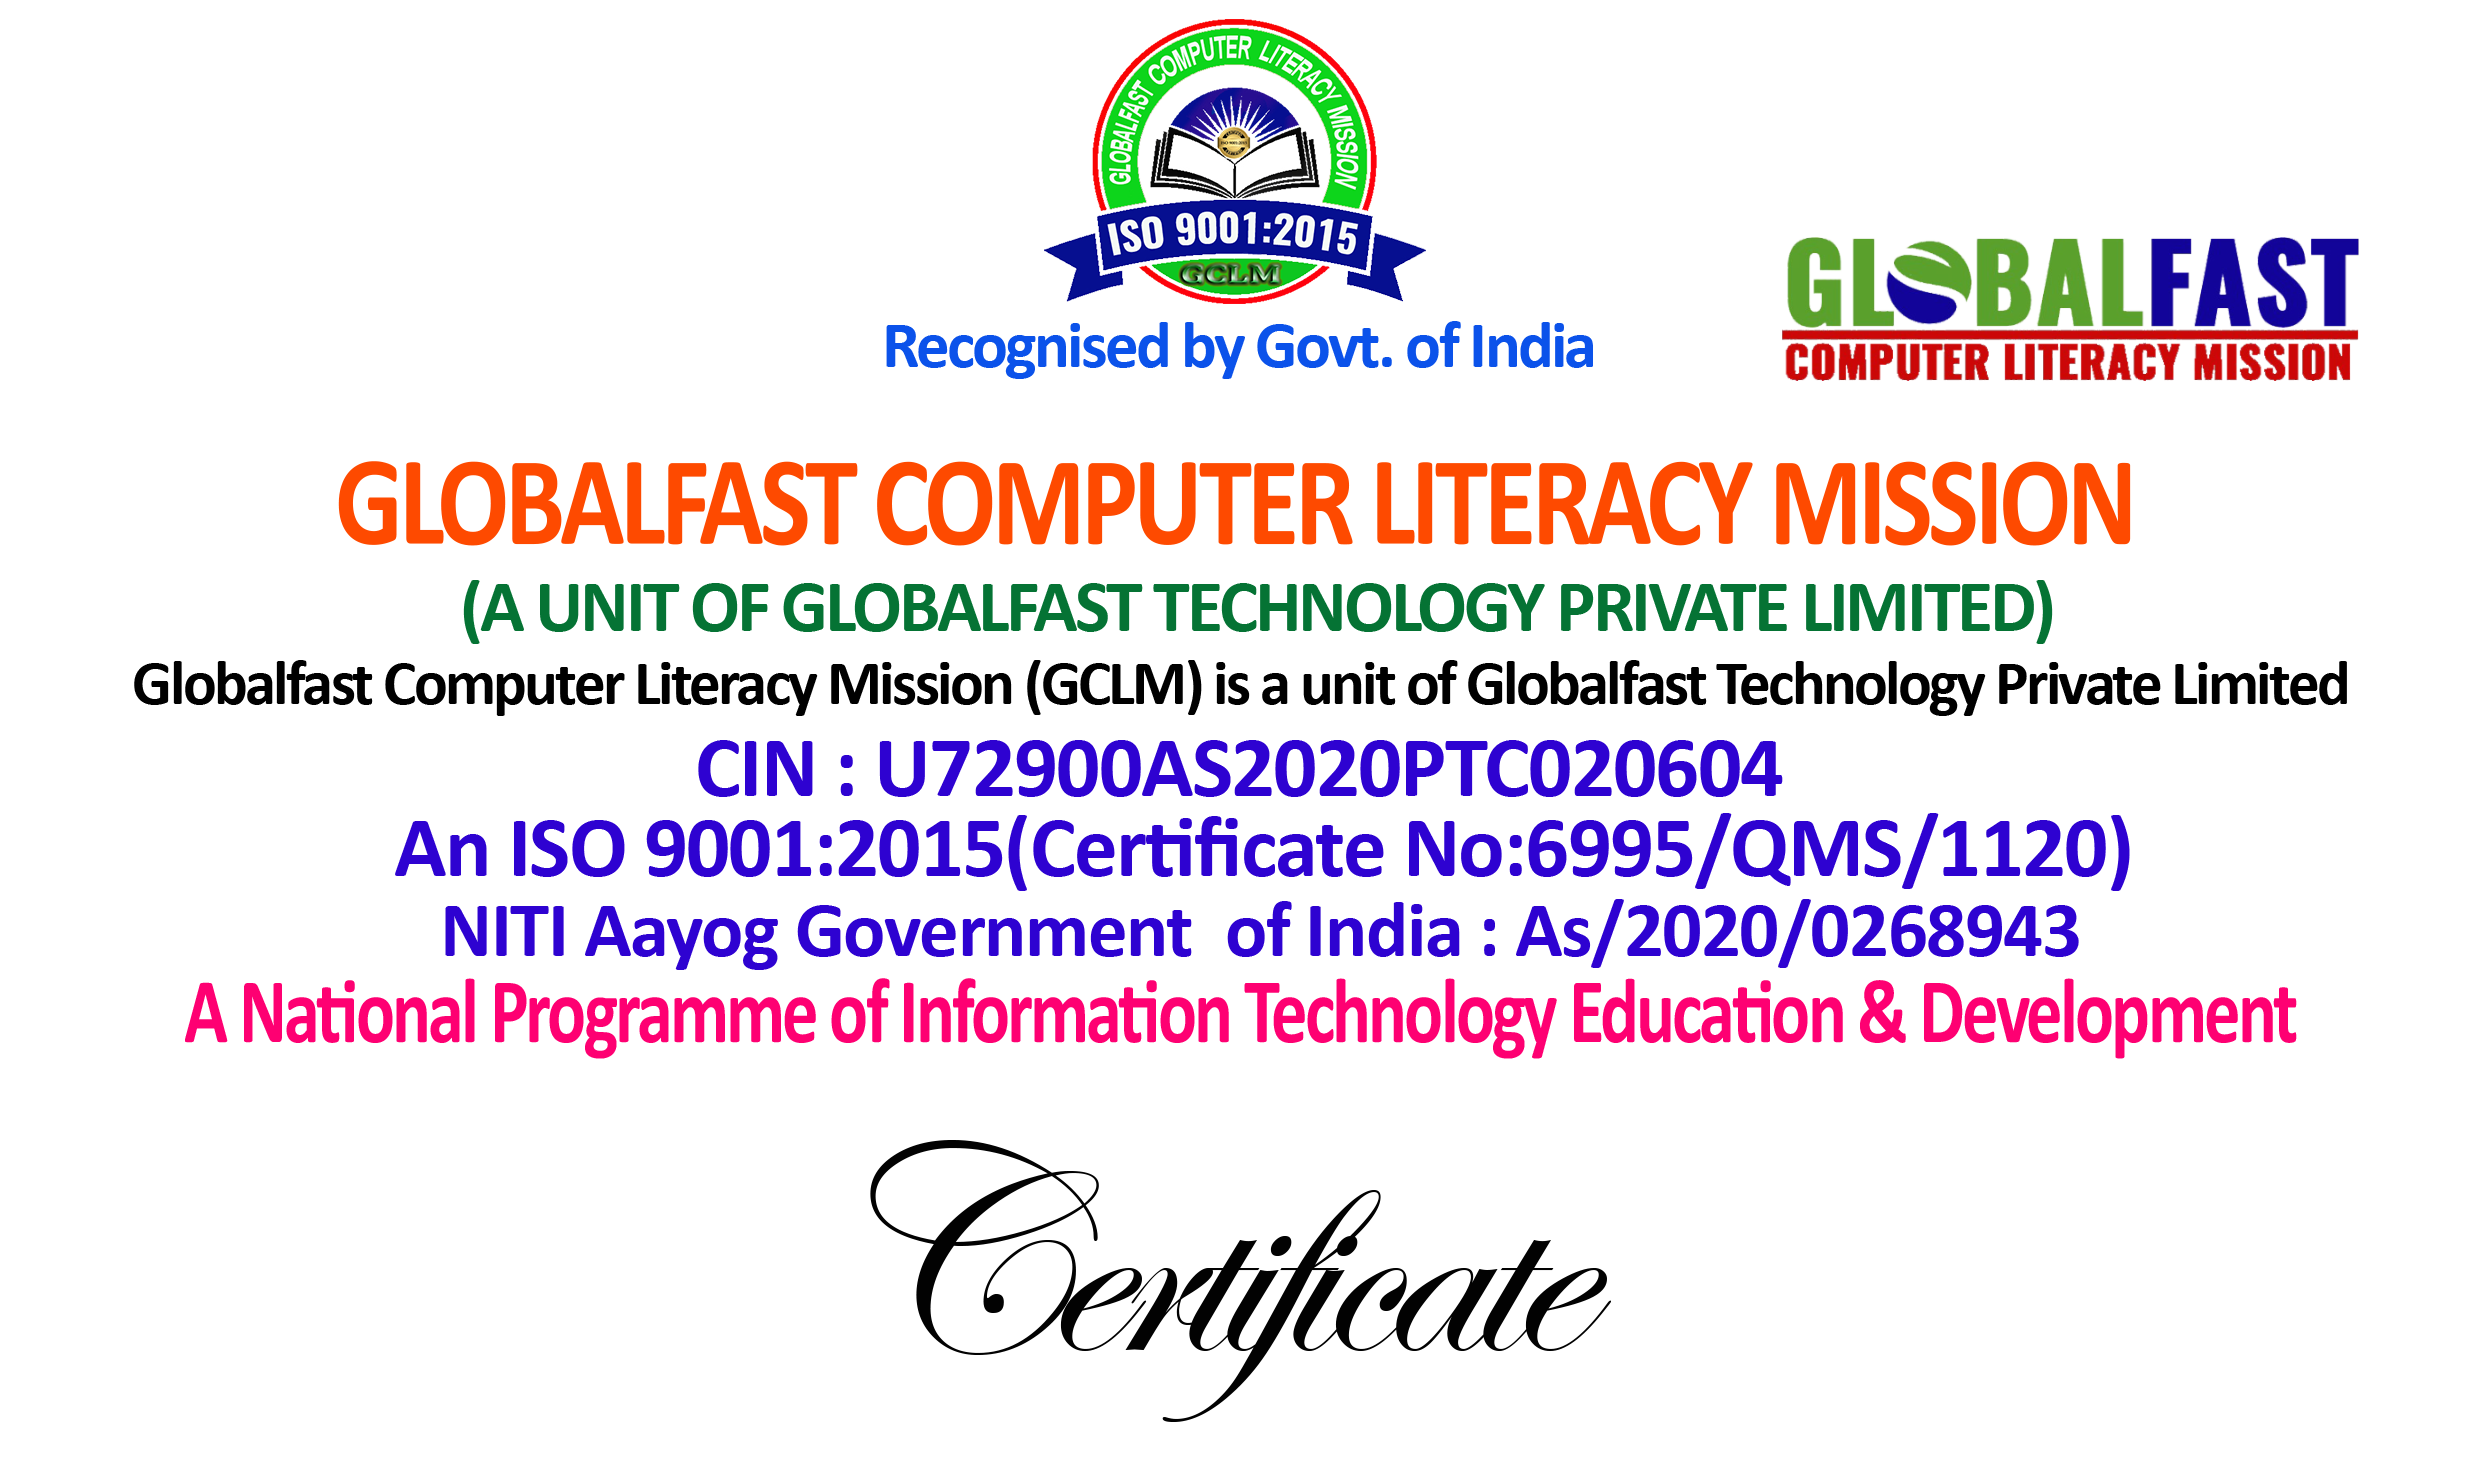 GLOBALFAST COMPUTER LITERACY MISSION
ISO 9001:2015
GCLM
Recognised by Govt. of India
GLOBALFAST
COMPUTER LITERACY MISSION
GLOBALFAST COMPUTER LITERACY MISSION
(A UNIT OF GLOBALFAST TECHNOLOGY PRIVATE LIMITED)
Globalfast Computer Literacy Mission (GCLM) is a unit of Globalfast Technology Private Limited
CIN : U72900AS2020PTC020604
An ISO 9001:2015(Certificate No:6995/QMS/1120)
NITI Aayog Government  of India : As/2020/0268943
A National Programme of Information Technology Education & Development
Certificate